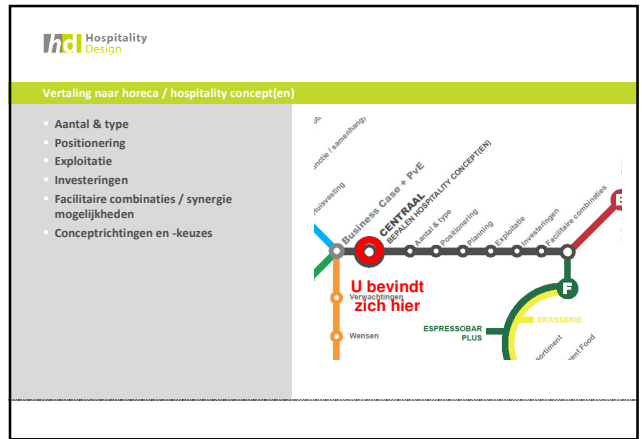 hd Hospitality
Design
Vertaling naar horeca / hospitality concept(en)
Aantal & type
Positionering
Exploitatie
Investeringen
Facilitaire combinaties / synergie
mogelijkheden
Conceptrichtingen en -keuzes
Business Case + PvE
CENTRAAL
BEPALEN HOSPITALITY CONCEPT(EN)
Aantal & type
Positionering
Planning
Exploitatie
Investeringen
Facilitaire combinaties
U bevindt
zich hier
Verwachtingen
Wensen
F
BRASSERIE
ESPRESSOBAR
PLUS